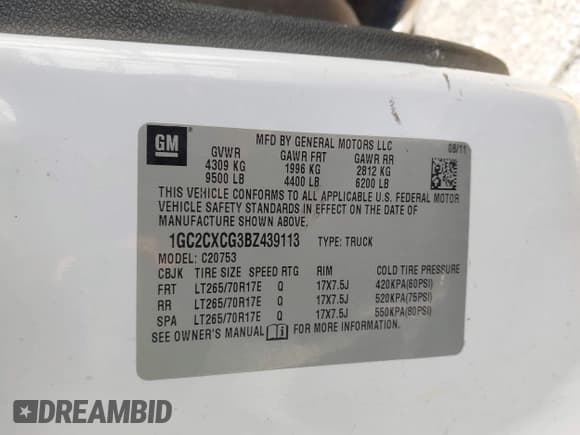 GM
MFD BY GENERAL MOTORS LLC 08/11
GVWR GAWR FRT GAWR RR
4309 KG 1996 KG 2812 KG
9500 LB 4400 LB 6200 LB
THIS VEHICLE CONFORMS TO ALL APPLICABLE U.S. FEDERAL MOTOR
VEHICLE SAFETY STANDARDS IN EFFECT ON THE DATE OF
MANUFACTURE SHOWN ABOVE.
1GC2CXCG3BZ439113 TYPE: TRUCK
MODEL: C20753
CBJK TIRE SIZE SPEED RTG RIM COLD TIRE PRESSURE
FRT LT265/70R17E Q 17X7.5J 420KPA(60PSI)
RR LT265/70R17E Q 17X7.5J 520KPA(75PSI)
SPA LT265/70R17E Q 17X7.5J 550KPA(80PSI)
SEE OWNER'S MANUAL FOR MORE INFORMATION.
DREAMBID